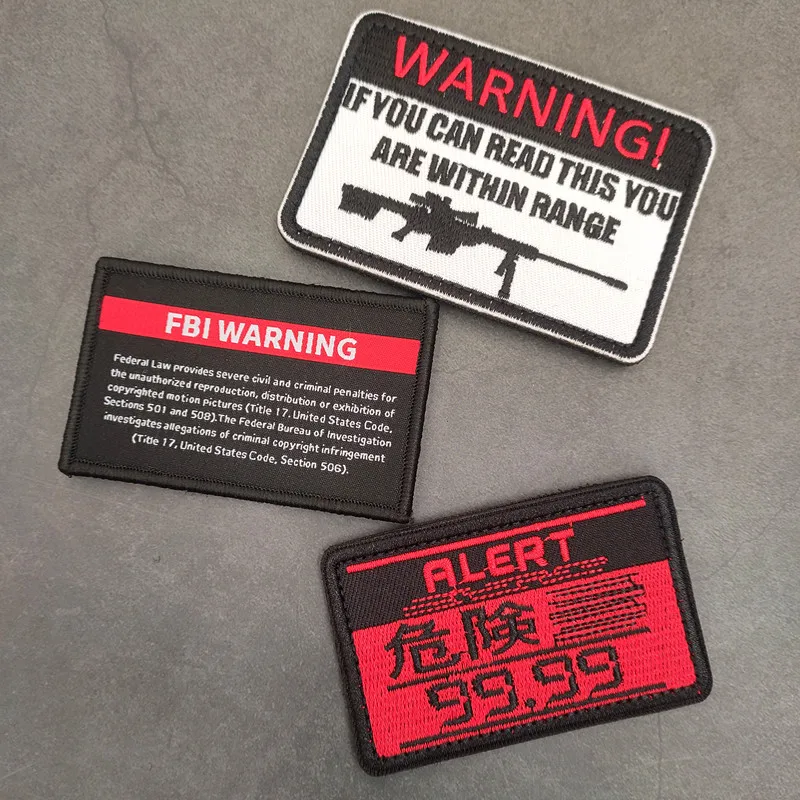 WARNING!
IF YOU CAN READ THIS YOU
ARE WITHIN RANGE
FBI WARNING
Federal Law provides severe civil and criminal penalties for
the unauthorized reproduction, distribution or exhibition of
copyrighted motion Pictures (Title 17, United States Code,
Sections 501 and 508).The Federal Bureau of Investigation
investigates allegations of criminal copyright infringement
(Title 17, United States Code, Section 506).
ALERT
危険
99.99